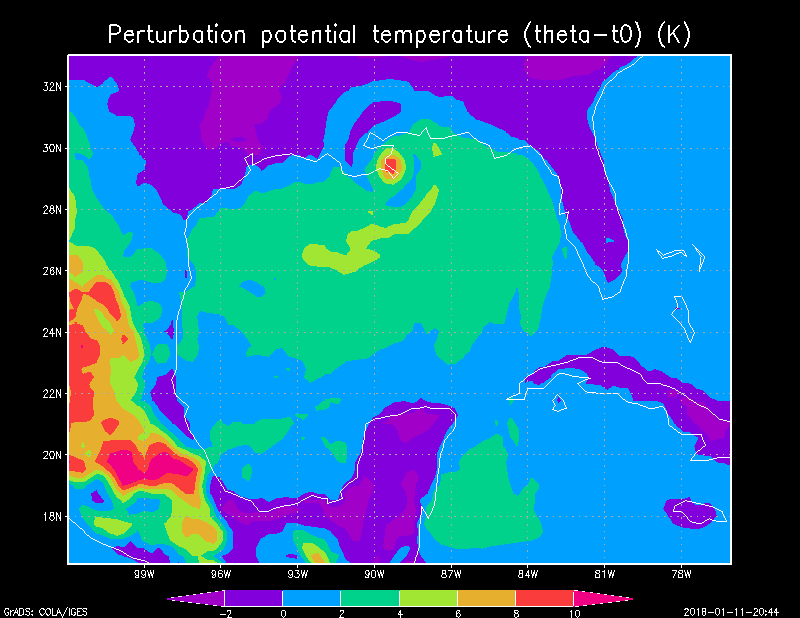 Perturbation potential temperature (theta-t0) (K)
32N
30N
28N
26N
24N
22N
20N
18N
99W 96W 93W 90W 87W 84W 81W 78W
-2 0 2 4 6 8 10
GrADS: COLA/IGES 2018-01-11-20:44